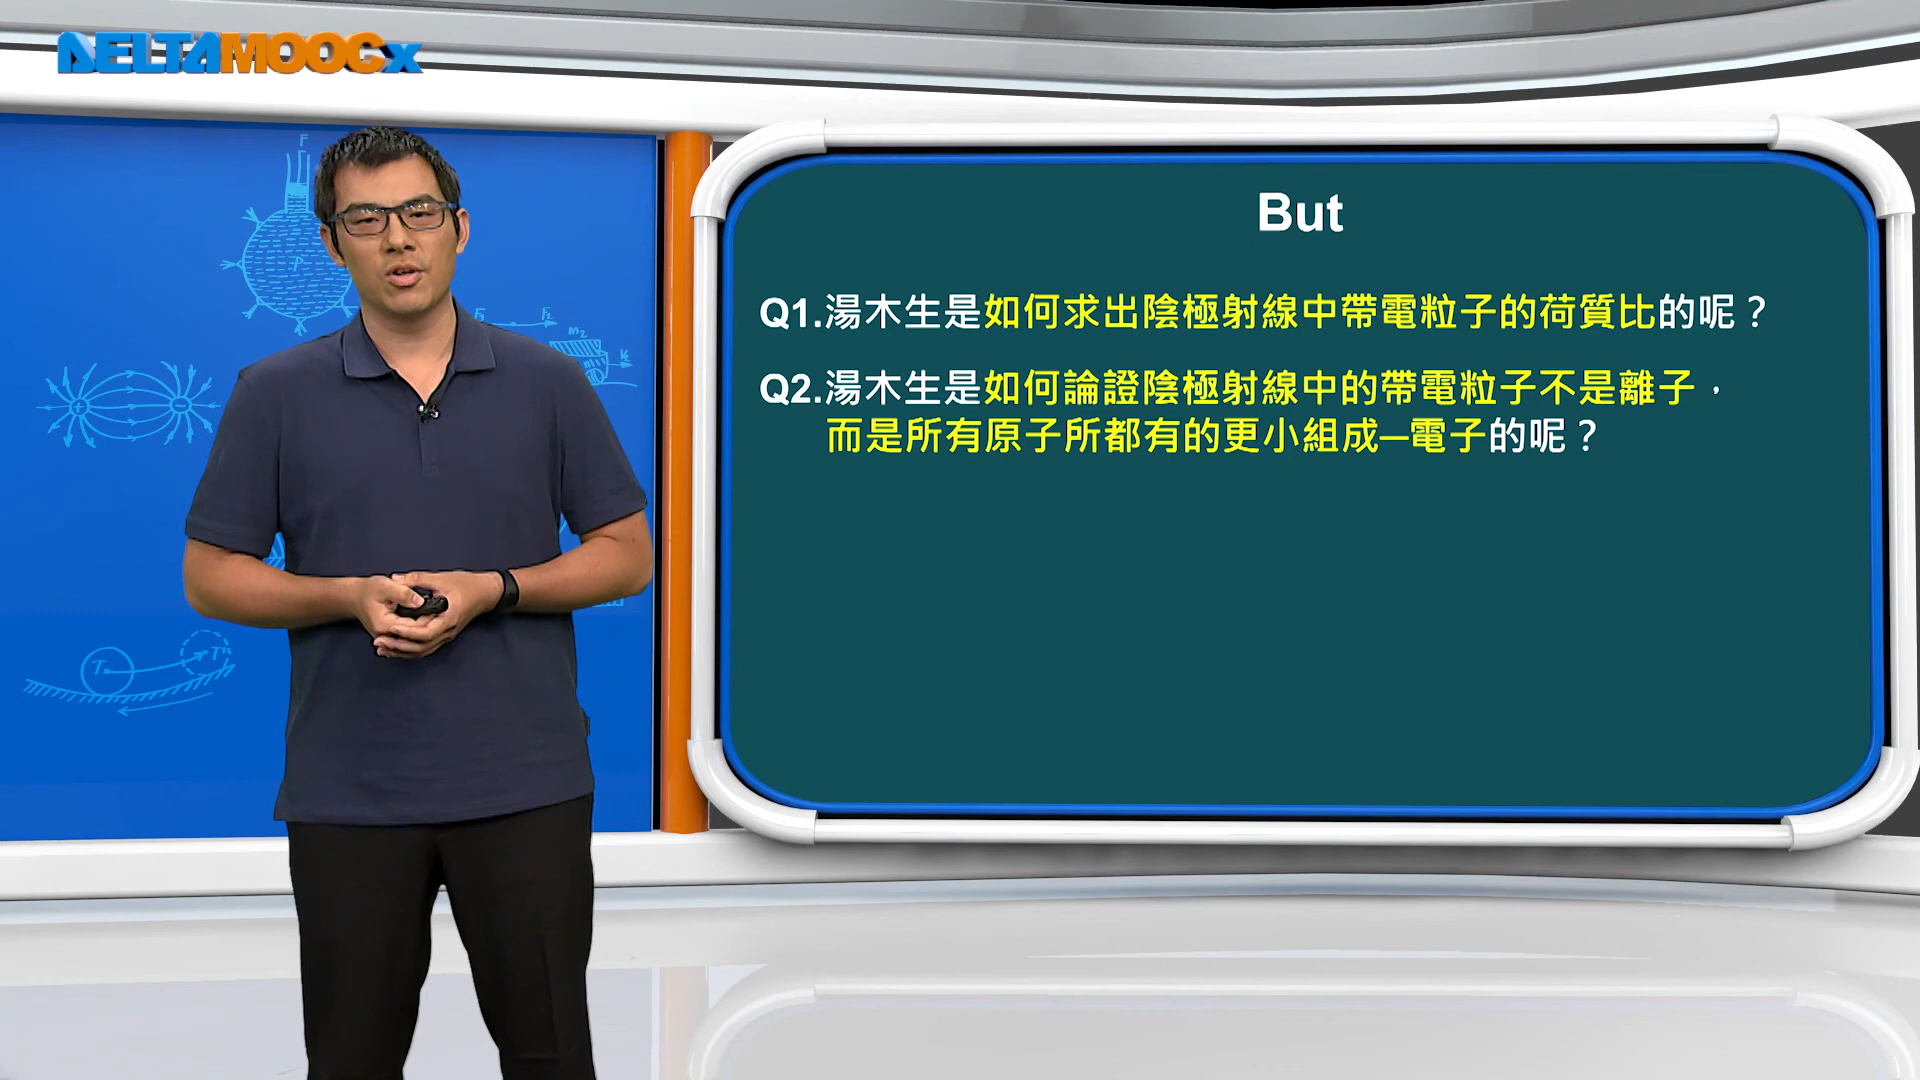 DELTAMOOCx
But
Q1.湯木生是如何求出陰極射線中帶電粒子的荷質比的呢？
Q2.湯木生是如何論證陰極射線中的帶電粒子不是離子，
而是所有原子所都有的更小組成—電子的呢？
F
P
F₃
F₂
M₂
+
−
T
T